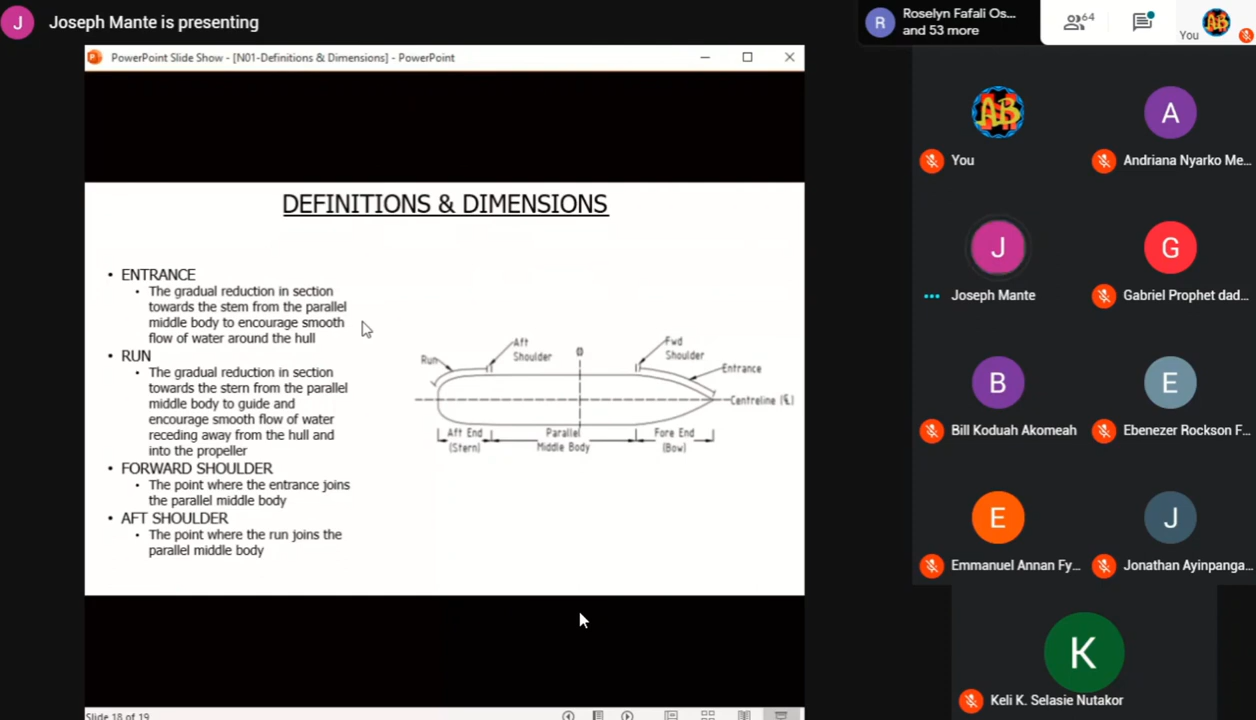 J
Joseph Mante is presenting
R
Roselyn Fafali Os...
and 53 more
64
You
PowerPoint Slide Show - [N01-Definitions & Dimensions] - PowerPoint
DEFINITIONS & DIMENSIONS
• ENTRANCE
• The gradual reduction in section
towards the stem from the parallel
middle body to encourage smooth
flow of water around the hull
• RUN
• The gradual reduction in section
towards the stern from the parallel
middle body to guide and
encourage smooth flow of water
receding away from the hull and
into the propeller
• FORWARD SHOULDER
• The point where the entrance joins
the parallel middle body
• AFT SHOULDER
• The point where the run joins the
parallel middle body
Run
Aft
Shoulder
Fwd
Shoulder
Entrance
Centreline (℄)
Aft End
(Stern)
Parallel
Middle Body
Fore End
(Bow)
Slide 18 of 19
AB
You
A
Andriana Nyarko Me...
J
Joseph Mante
G
Gabriel Prophet dad...
B
Bill Koduah Akomeah
E
Ebenezer Rockson F...
E
Emmanuel Annan Fy...
J
Jonathan Ayinpanga...
K
Keli K. Selasie Nutakor